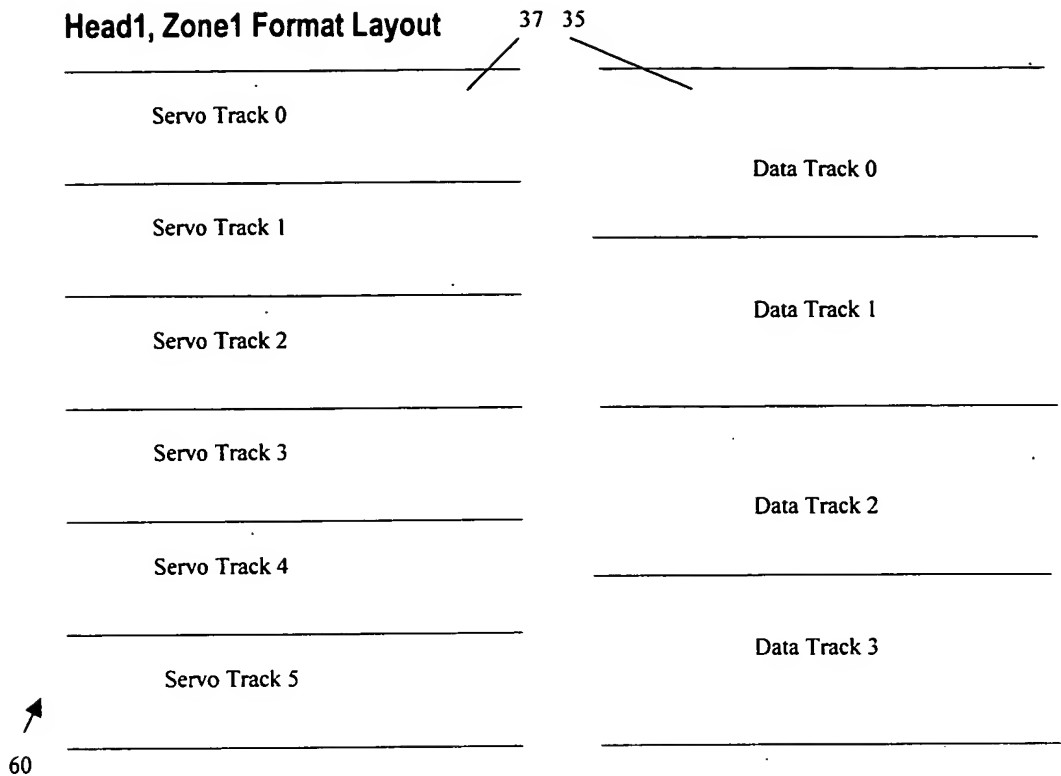 Head1, Zone1 Format Layout
37 35
Servo Track 0
Data Track 0
Servo Track 1
Data Track 1
Servo Track 2
Servo Track 3
Data Track 2
Servo Track 4
Data Track 3
Servo Track 5
60